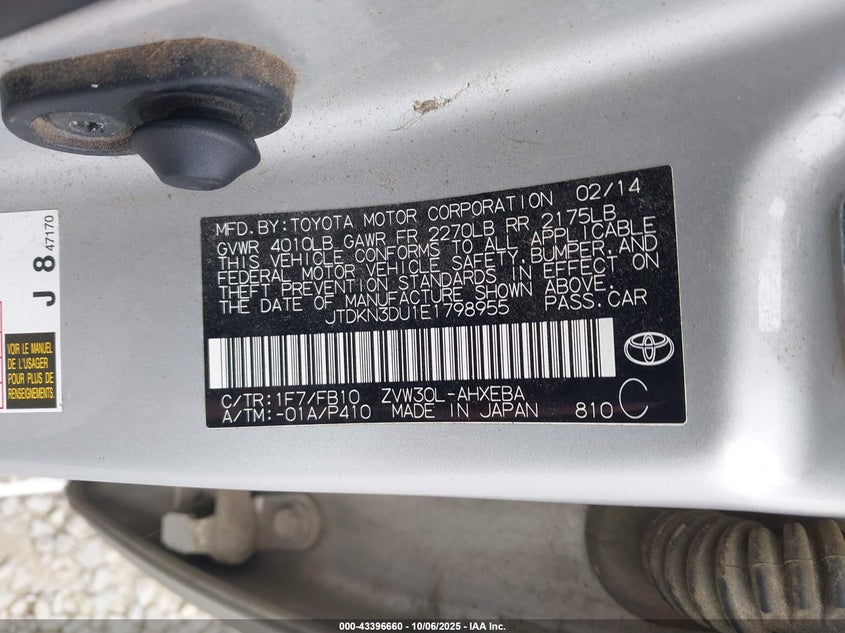 MFD. BY: TOYOTA MOTOR CORPORATION 02/14
GVWR 4010LB GAWR FR 2270LB RR 2175LB
THIS VEHICLE CONFORMS TO ALL APPLICABLE
FEDERAL MOTOR VEHICLE SAFETY, BUMPER, AND
THEFT PREVENTION STANDARDS IN EFFECT ON
THE DATE OF MANUFACTURE SHOWN ABOVE.
JTDKN3DU1E1798955 PASS. CAR
C/TR: 1F7/FB10 ZVW30L-AHXEBA
A/TM: -01A/P410 MADE IN JAPAN 810 C
J 8 47170
VOIR LE MANUEL
DE L'USAGER
POUR PLUS DE
RENSEIGNEMENTS
000-43396660 - 10/06/2025 - IAA Inc.